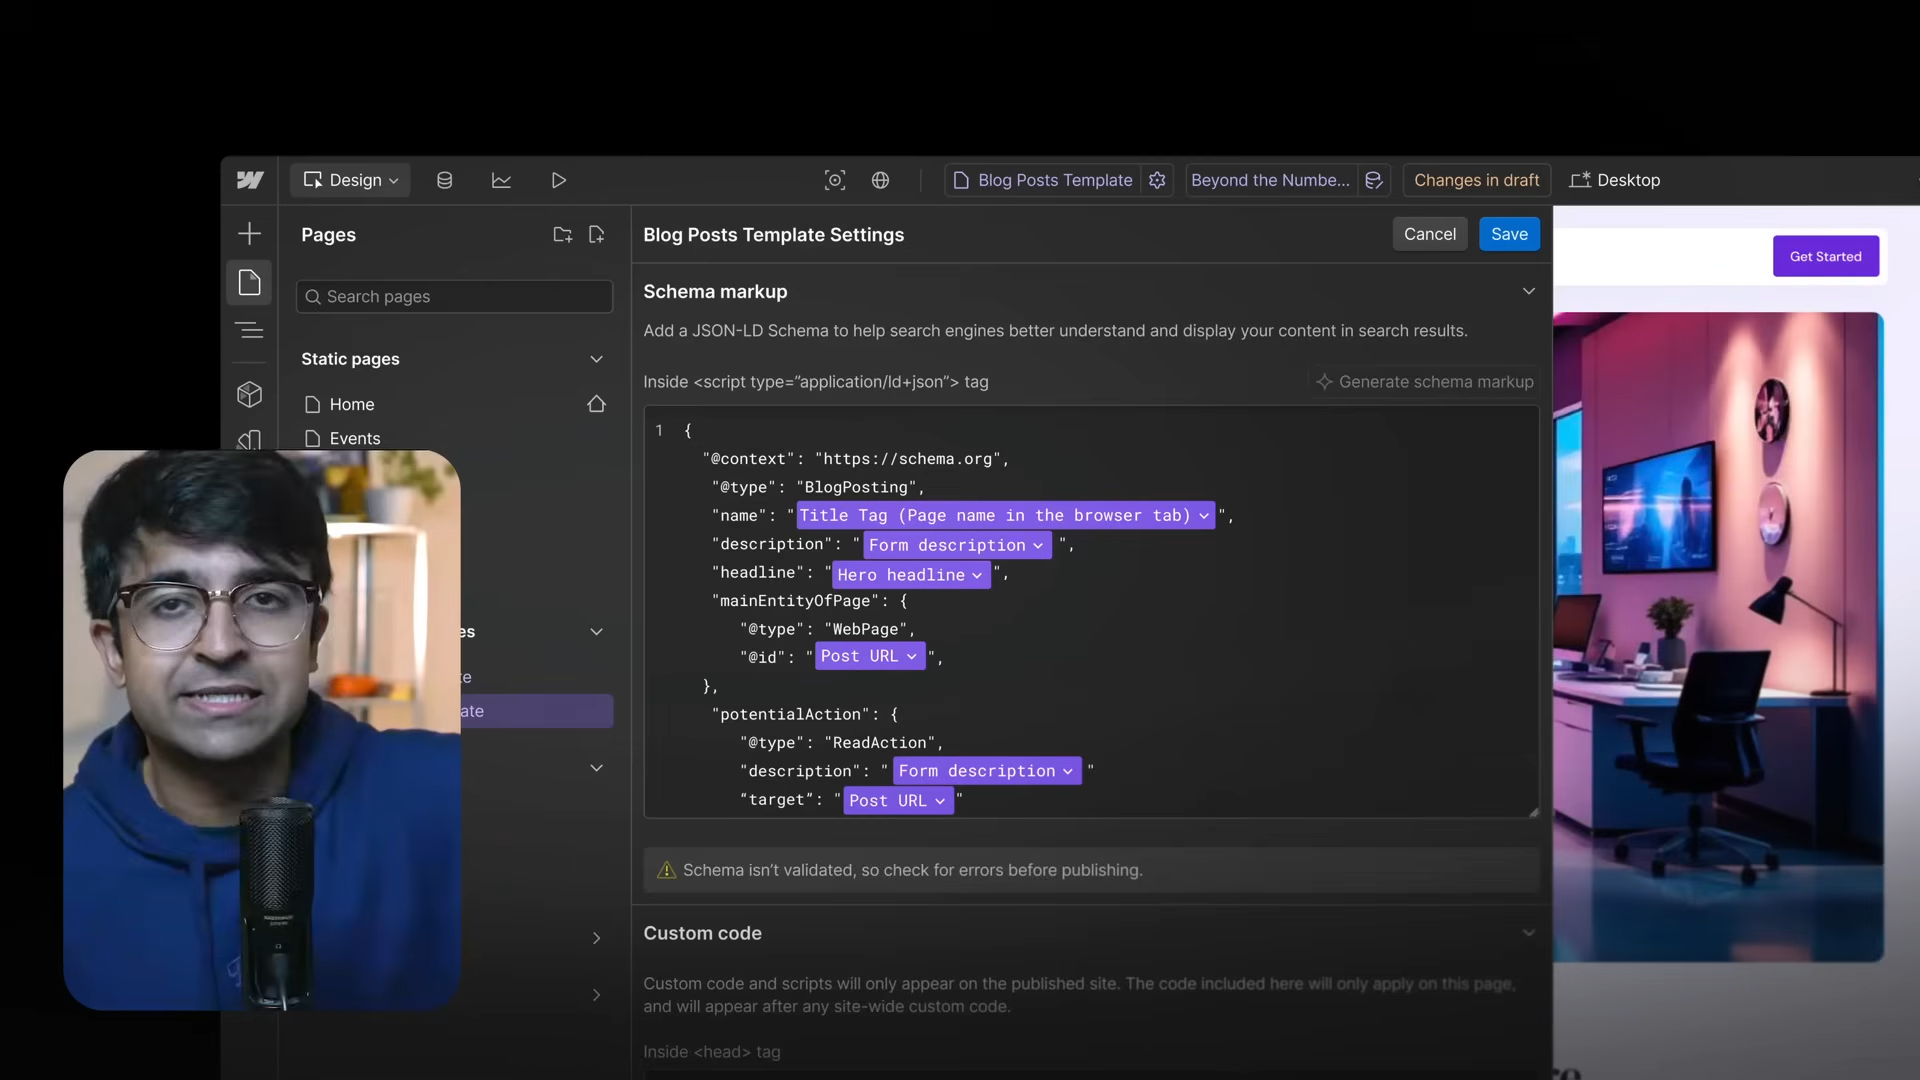 Design
Blog Posts Template
Beyond the Numbe...
Changes in draft
Desktop
Pages
Search pages
Static pages
Home
Events
es
te
ate
Blog Posts Template Settings
Cancel
Save
Schema markup
Add a JSON-LD Schema to help search engines better understand and display your content in search results.
Inside <script type=”application/ld+json”> tag
Generate schema markup
1 {
"@context": "https://schema.org",
"@type": "BlogPosting",
"name": "Title Tag (Page name in the browser tab)",
"description": "Form description ",
"headline": "Hero headline",
"mainEntityOfPage": {
"@type": "WebPage",
"@id": "Post URL",
},
"potentialAction": {
"@type": "ReadAction",
"description": "Form description "
“target”: "Post URL"
Schema isn’t validated, so check for errors before publishing.
Custom code
Custom code and scripts will only appear on the published site. The code included here will only apply on this page,
and will appear after any site-wide custom code.
Inside <head> tag
Get Started